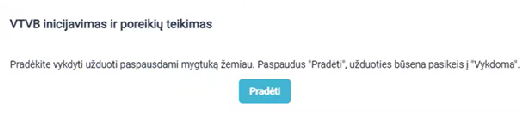 VTVB inicijavimas ir poreikių teikimas
Pradėkite vykdyti užduotį paspausdami mygtuką žemiau. Paspaudus "Pradėti", užduoties būsena pasikeis į "Vykdoma".
Pradėti